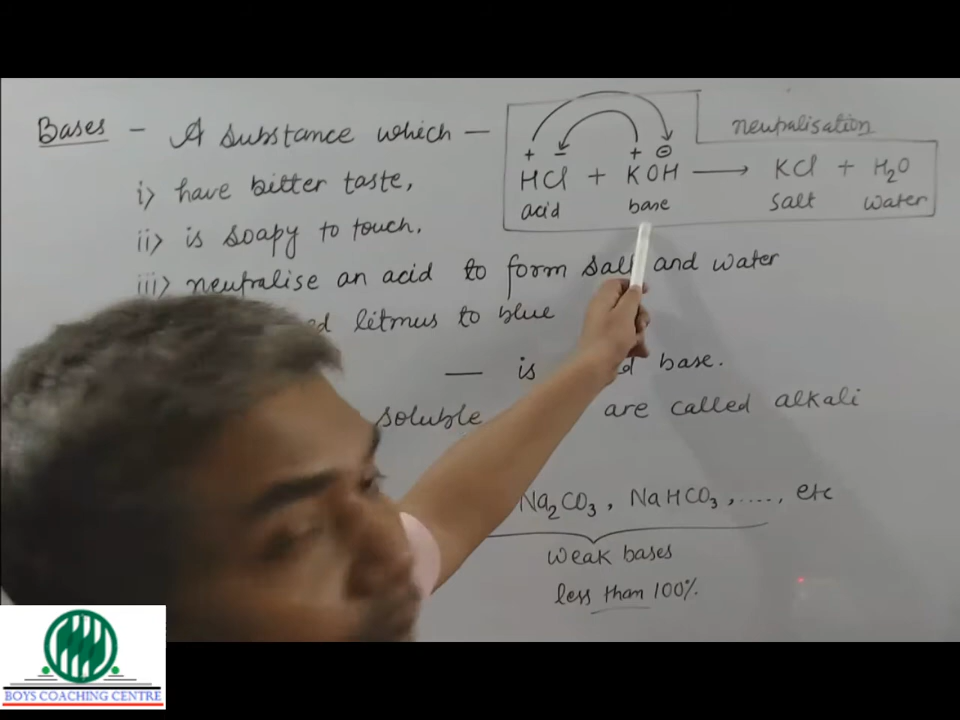 Bases - A substance which -
i) have bitter taste,
ii) is soapy to touch.
iii) neutralise an acid to form salt and water
litmus to blue
— is base.
soluble are called alkali
Na2CO3, NaHCO3, ...., etc
weak bases
less than 100%
neutralisation
+ − + −
HCl + KOH → KCl + H2O
acid base salt water
BOYS COACHING CENTRE